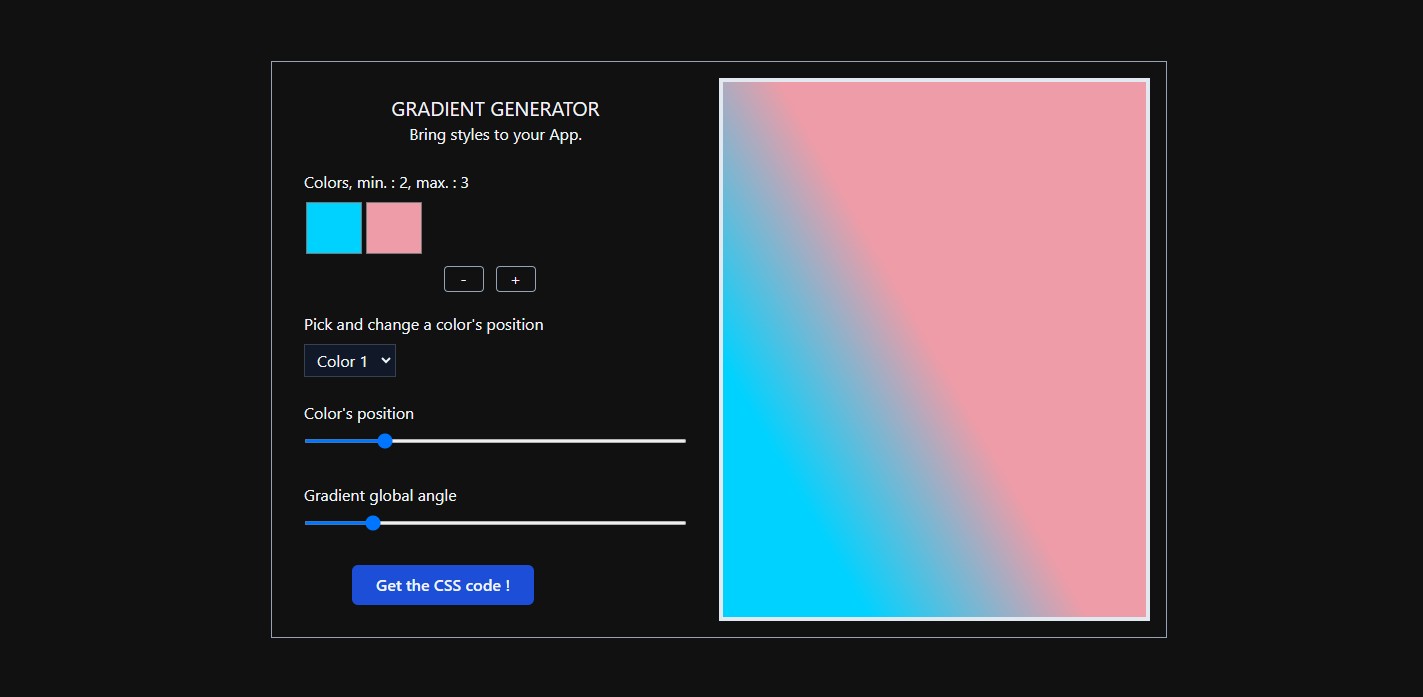 GRADIENT GENERATOR
Bring styles to your App.
Colors, min. : 2, max. : 3
- +
Pick and change a color's position
Color 1
Color's position
Gradient global angle
Get the CSS code !